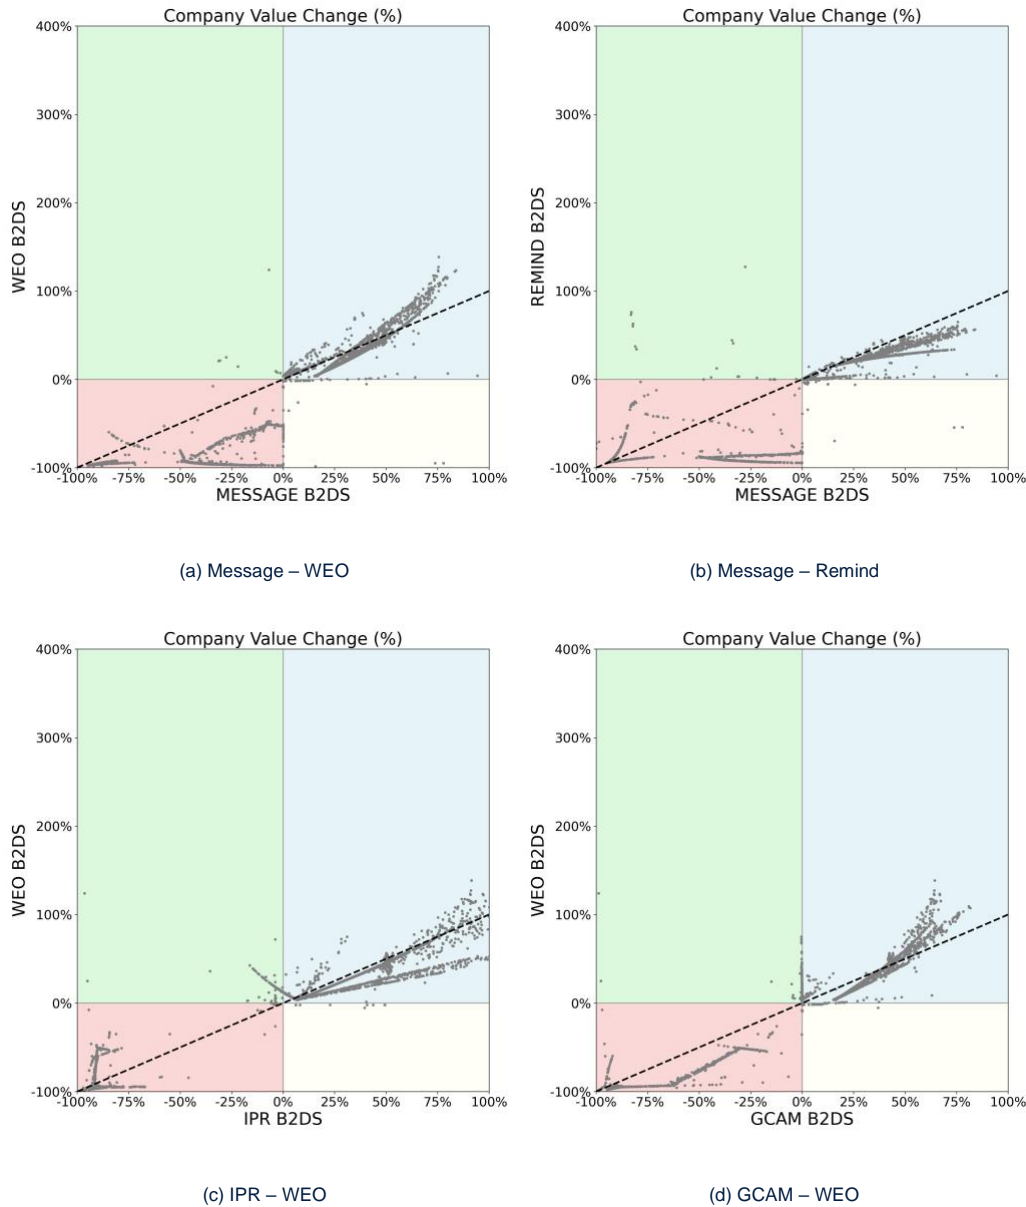 Company Value Change (%)
400%
300%
200%
100%
0%
-100%
WEO B2DS
-100% -75% -50% -25% 0% 25% 50% 75% 100%
MESSAGE B2DS
(a) Message – WEO
Company Value Change (%)
400%
300%
200%
100%
0%
-100%
REMIND B2DS
-100% -75% -50% -25% 0% 25% 50% 75% 100%
MESSAGE B2DS
(b) Message – Remind
Company Value Change (%)
400%
300%
200%
100%
0%
-100%
WEO B2DS
-100% -75% -50% -25% 0% 25% 50% 75% 100%
IPR B2DS
(c) IPR – WEO
Company Value Change (%)
400%
300%
200%
100%
0%
-100%
WEO B2DS
-100% -75% -50% -25% 0% 25% 50% 75% 100%
GCAM B2DS
(d) GCAM – WEO